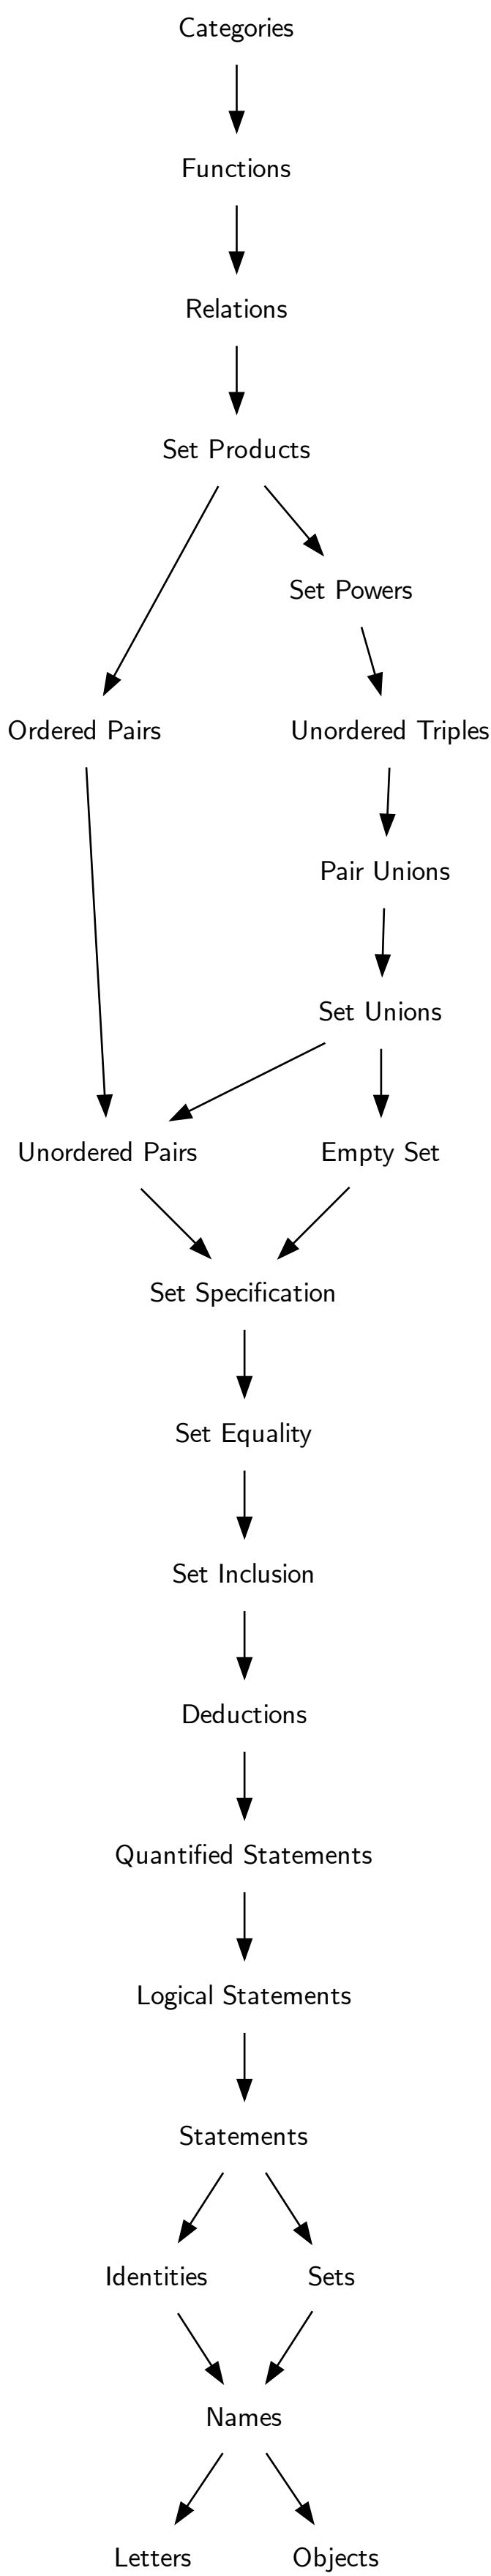 Categories
Functions
Relations
Set Products
Set Powers
Ordered Pairs
Unordered Triples
Pair Unions
Set Unions
Unordered Pairs
Empty Set
Set Specification
Set Equality
Set Inclusion
Deductions
Quantified Statements
Logical Statements
Statements
Identities
Sets
Names
Letters
Objects